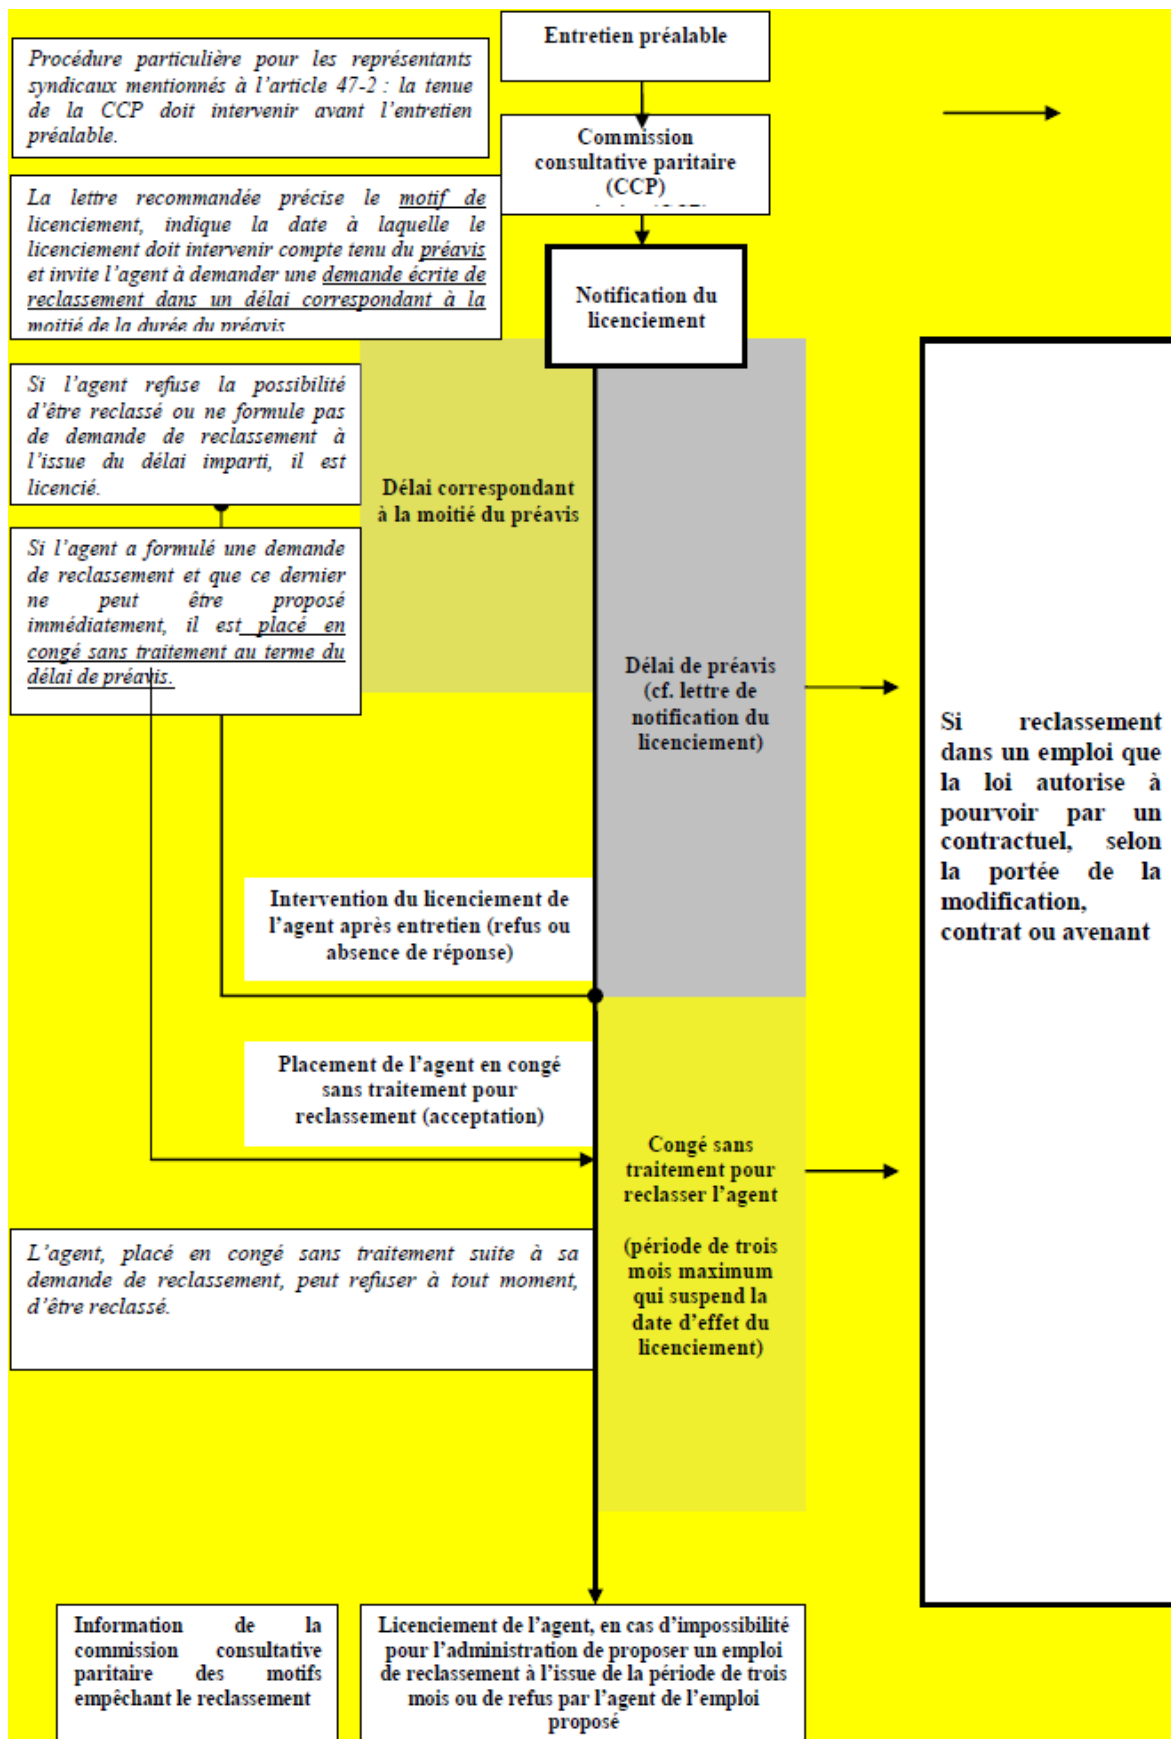 Entretien préalable
Procédure particulière pour les représentants
syndicaux mentionnés à l'article 47-2 : la tenue
de la CCP doit intervenir avant l'entretien
préalable.
Commission
consultative paritaire
(CCP)
La lettre recommandée précise le motif de
licenciement, indique la date à laquelle le
licenciement doit intervenir compte tenu du préavis
et invite l'agent à demander une demande écrite de
reclassement dans un délai correspondant à la
moitié de la durée du préavis
Notification du
licenciement
Si l'agent refuse la possibilité
d'être reclassé ou ne formule pas
de demande de reclassement à
l'issue du délai imparti, il est
licencié.
Délai correspondant
à la moitié du préavis
Si l'agent a formulé une demande
de reclassement et que ce dernier
ne peut être proposé
immédiatement, il est placé en
congé sans traitement au terme du
délai de préavis.
Délai de préavis
(cf. lettre de
notification du
licenciement)
Si reclassement
dans un emploi que
la loi autorise à
pourvoir par un
contractuel, selon
la portée de la
modification,
contrat ou avenant
Intervention du licenciement de
l'agent après entretien (refus ou
absence de réponse)
Placement de l'agent en congé
sans traitement pour
reclassement (acceptation)
Congé sans
traitement pour
reclasser l'agent
(période de trois
mois maximum
qui suspend la
date d'effet du
licenciement)
L'agent, placé en congé sans traitement suite à sa
demande de reclassement, peut refuser à tout moment,
d'être reclassé.
Information de la
commission consultative
paritaire des motifs
empêchant le reclassement
Licenciement de l'agent, en cas d'impossibilité
pour l'administration de proposer un emploi
de reclassement à l'issue de la période de trois
mois ou de refus par l'agent de l'emploi
proposé